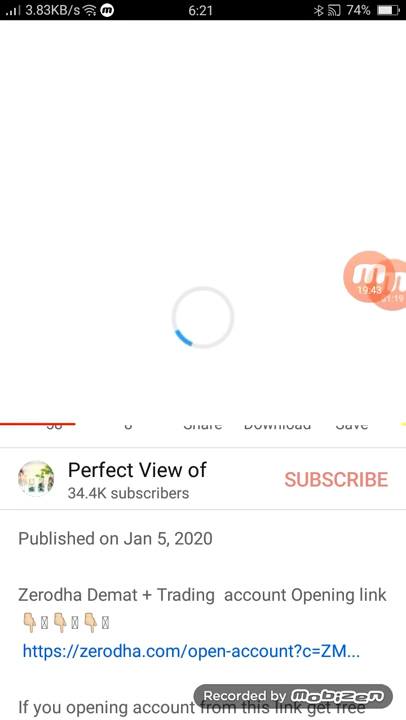 3.83KB/s 6:21 74%
19:43
01:19
Share Download Save
Perfect View of
34.4K subscribers
SUBSCRIBE
Published on Jan 5, 2020
Zerodha Demat + Trading account Opening link
👇🏻👇🏻👇🏻
https://zerodha.com/open-account?c=ZM...
Recorded by mobizen
If you opening account from this link get free